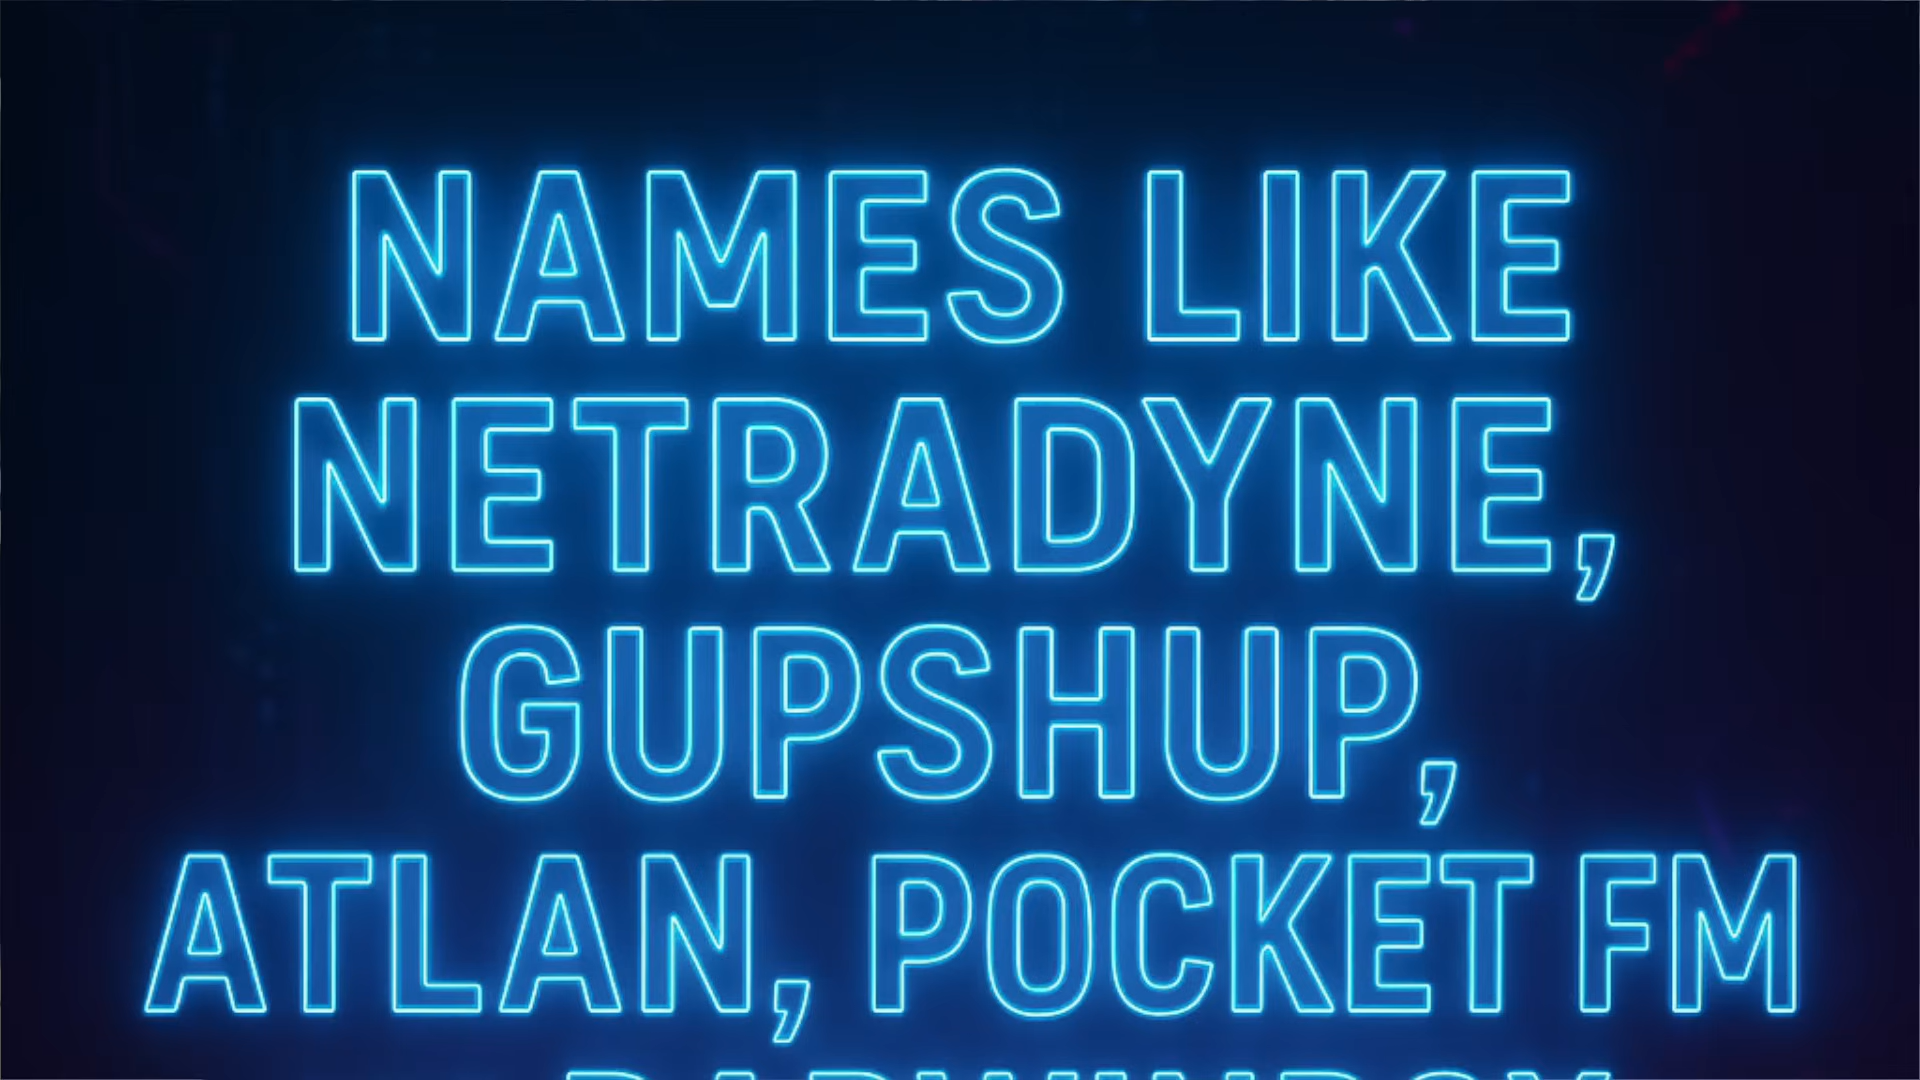 NAMES LIKE
NETRADYNE,
GUPSHUP,
ATLAN, POCKET FM